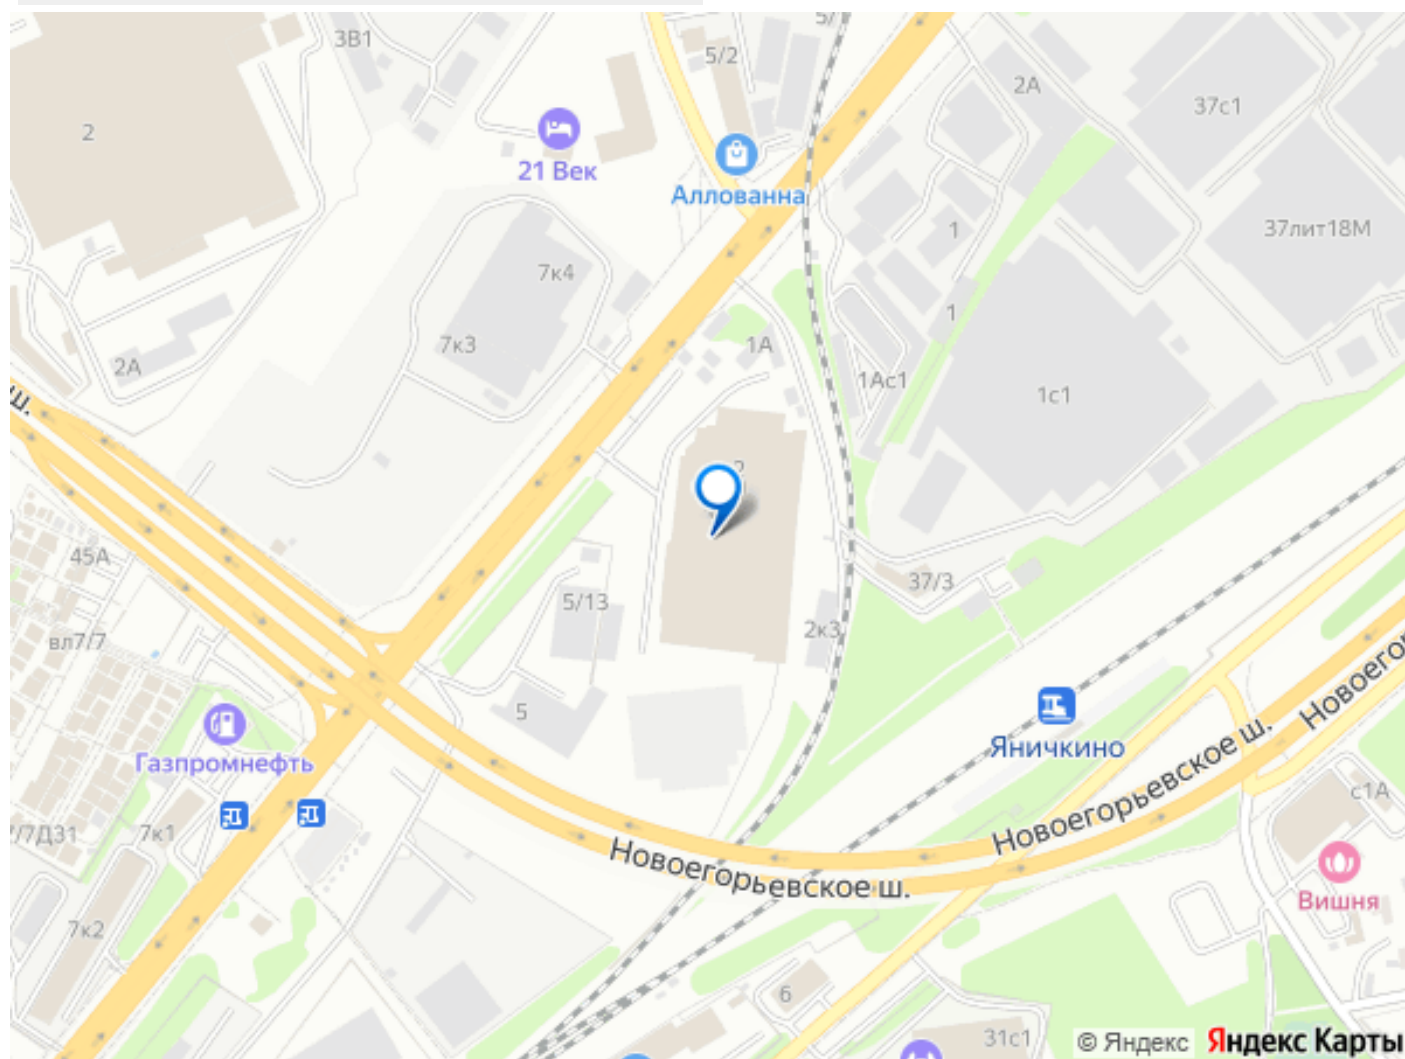 5/
3В1
5/2
2А
37с1
2
21 Век
Аллованна
1
37лит18М
7к4
1
7к3
1А
2А
1Ас1
1с1
ш.
2
45А
37/3
5/13
вл7/7
2к3
5
Новоегор
Яничкино
Газпромнефть
Новоегорьевское ш.
с1А
7/7Д31
7к1
Новоегорьевское ш.
Вишня
7к2
6
31с1
© Яндекс Яндекс Карты